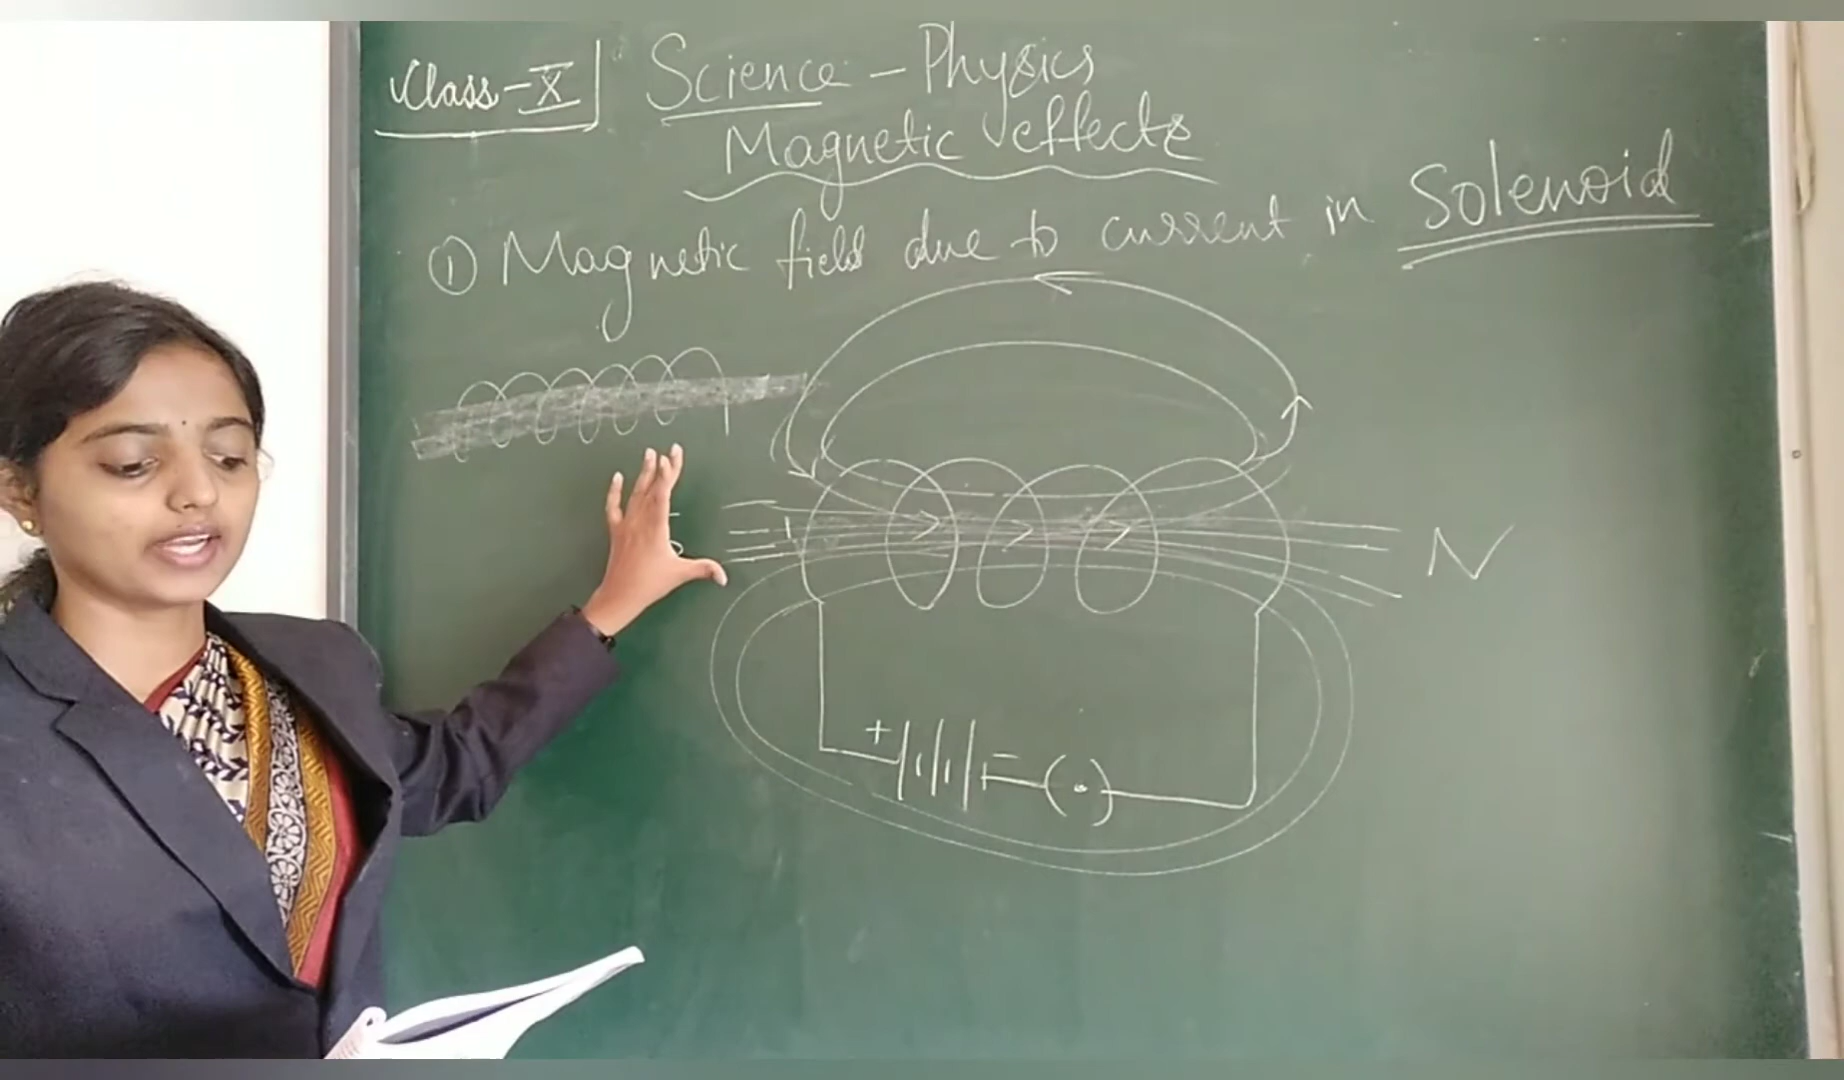 Class-X Science - Physics
Magnetic effects
① Magnetic field due to current in Solenoid
N
+ -